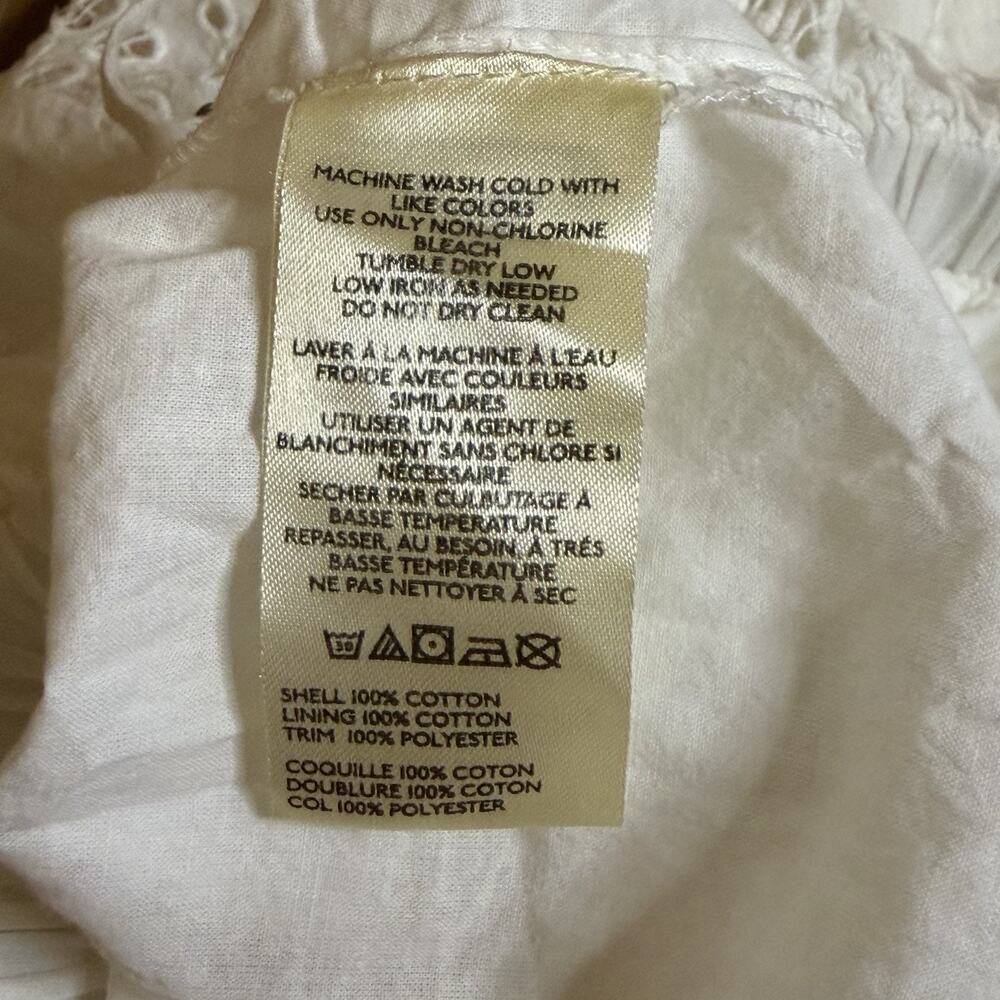 MACHINE WASH COLD WITH
LIKE COLORS
USE ONLY NON-CHLORINE
BLEACH
TUMBLE DRY LOW
LOW IRON AS NEEDED
DO NOT DRY CLEAN
LAVER À LA MACHINE À L'EAU
FROIDE AVEC COULEURS
SIMILAIRES
UTILISER UN AGENT DE
BLANCHIMENT SANS CHLORE SI
NÉCESSAIRE
SECHER PAR CULBUTAGE À
BASSE TEMPERATURE
REPASSER, AU BESOIN, À TRÉS
BASSE TEMPÉRATURE
NE PAS NETTOYER À SEC
30
SHELL 100% COTTON
LINING 100% COTTON
TRIM 100% POLYESTER
COQUILLE 100% COTON
DOUBLURE 100% COTON
COL 100% POLYESTER